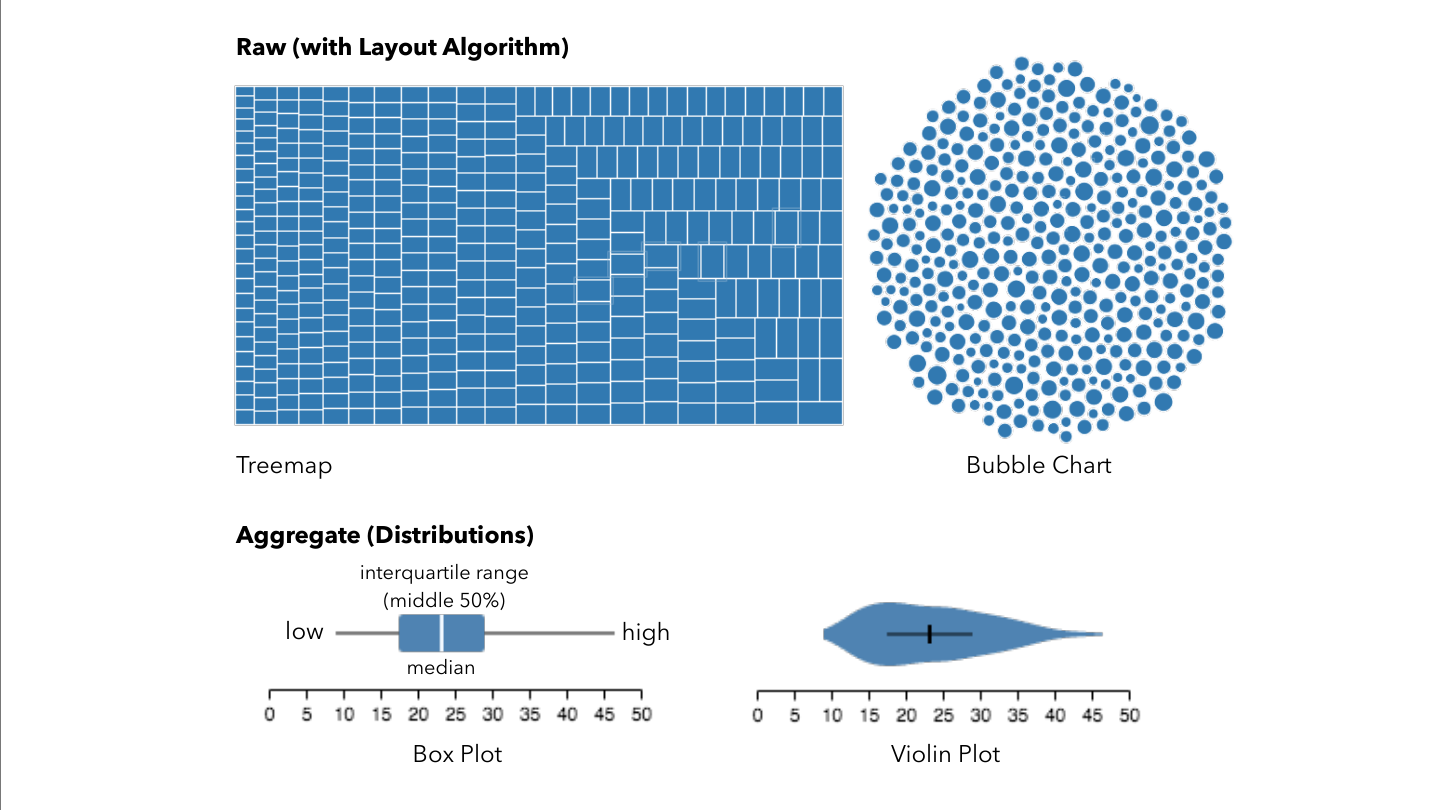 Raw (with Layout Algorithm)
Treemap
Bubble Chart
Aggregate (Distributions)
interquartile range
(middle 50%)
low
high
median
0 5 10 15 20 25 30 35 40 45 50
0 5 10 15 20 25 30 35 40 45 50
Box Plot
Violin Plot